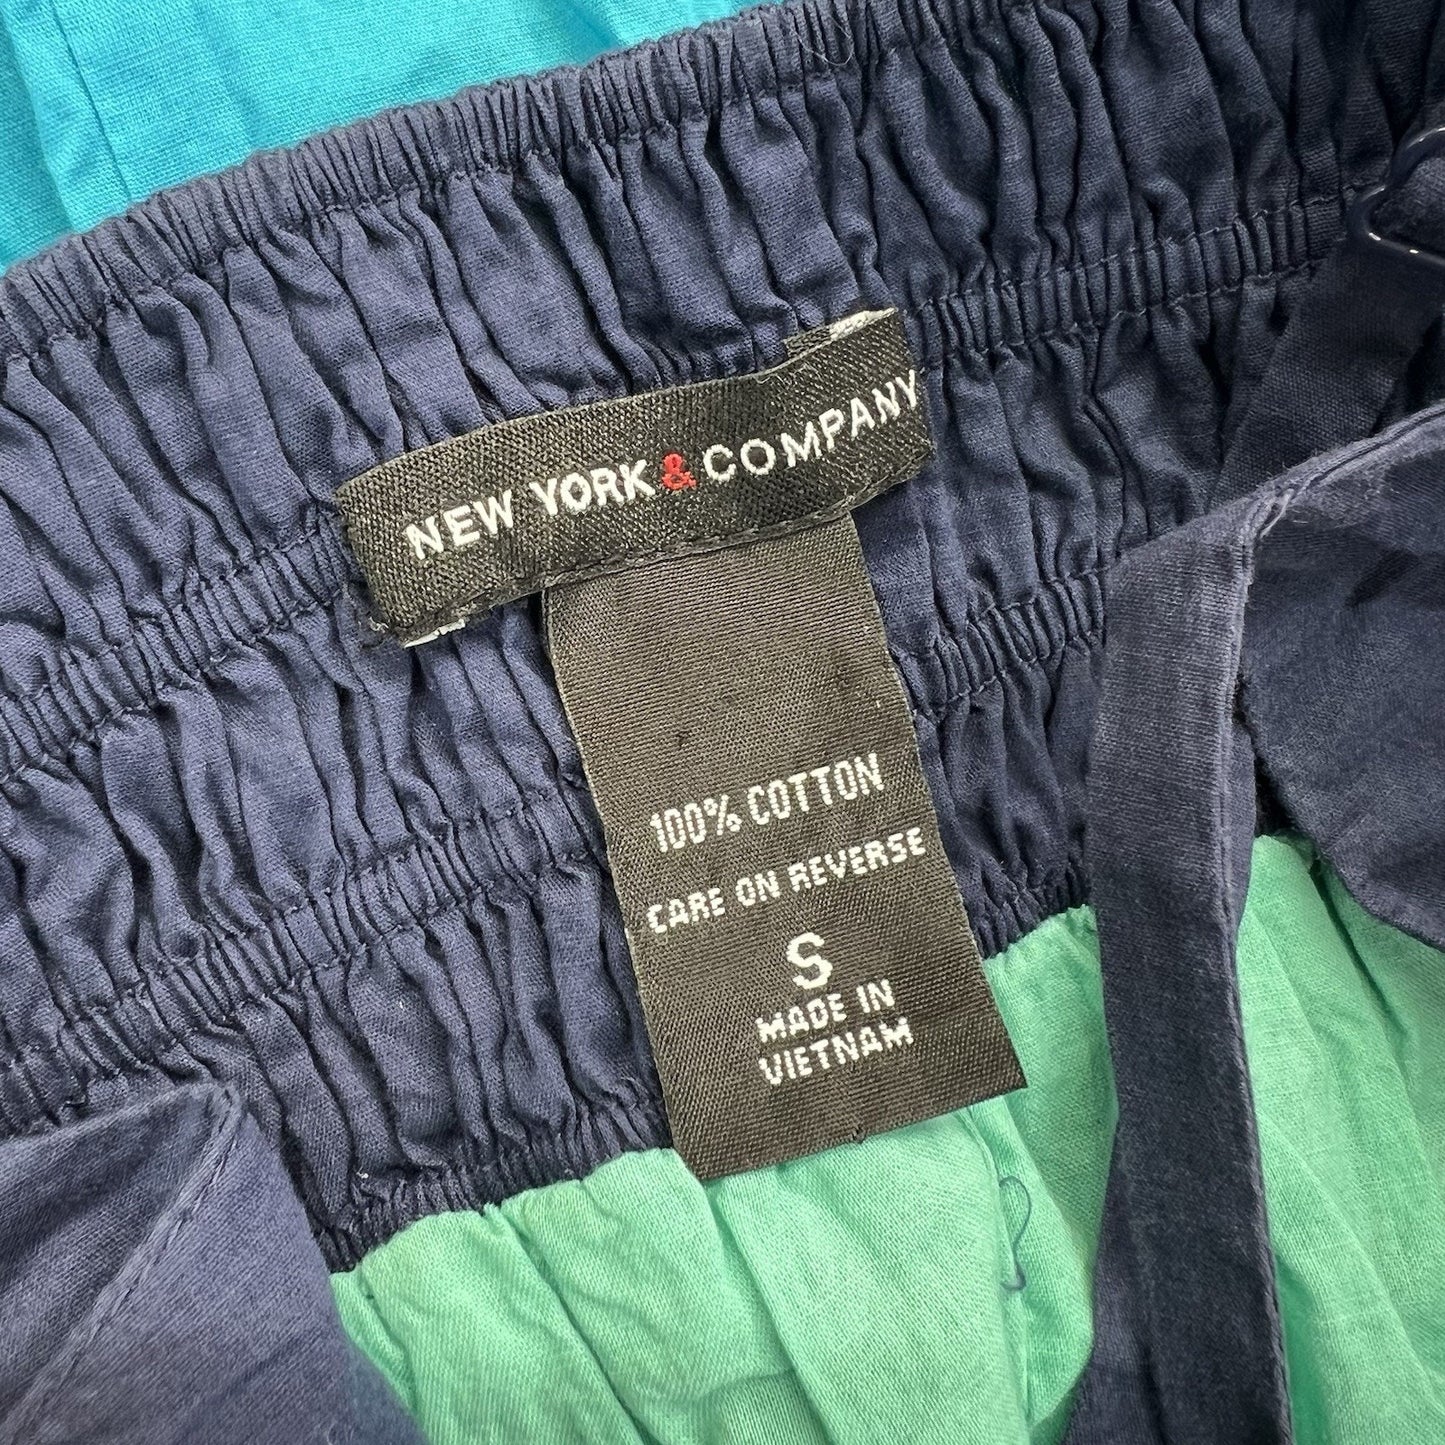 NEW YORK & COMPANY
100% COTTON
CARE ON REVERSE
S
MADE IN
VIETNAM